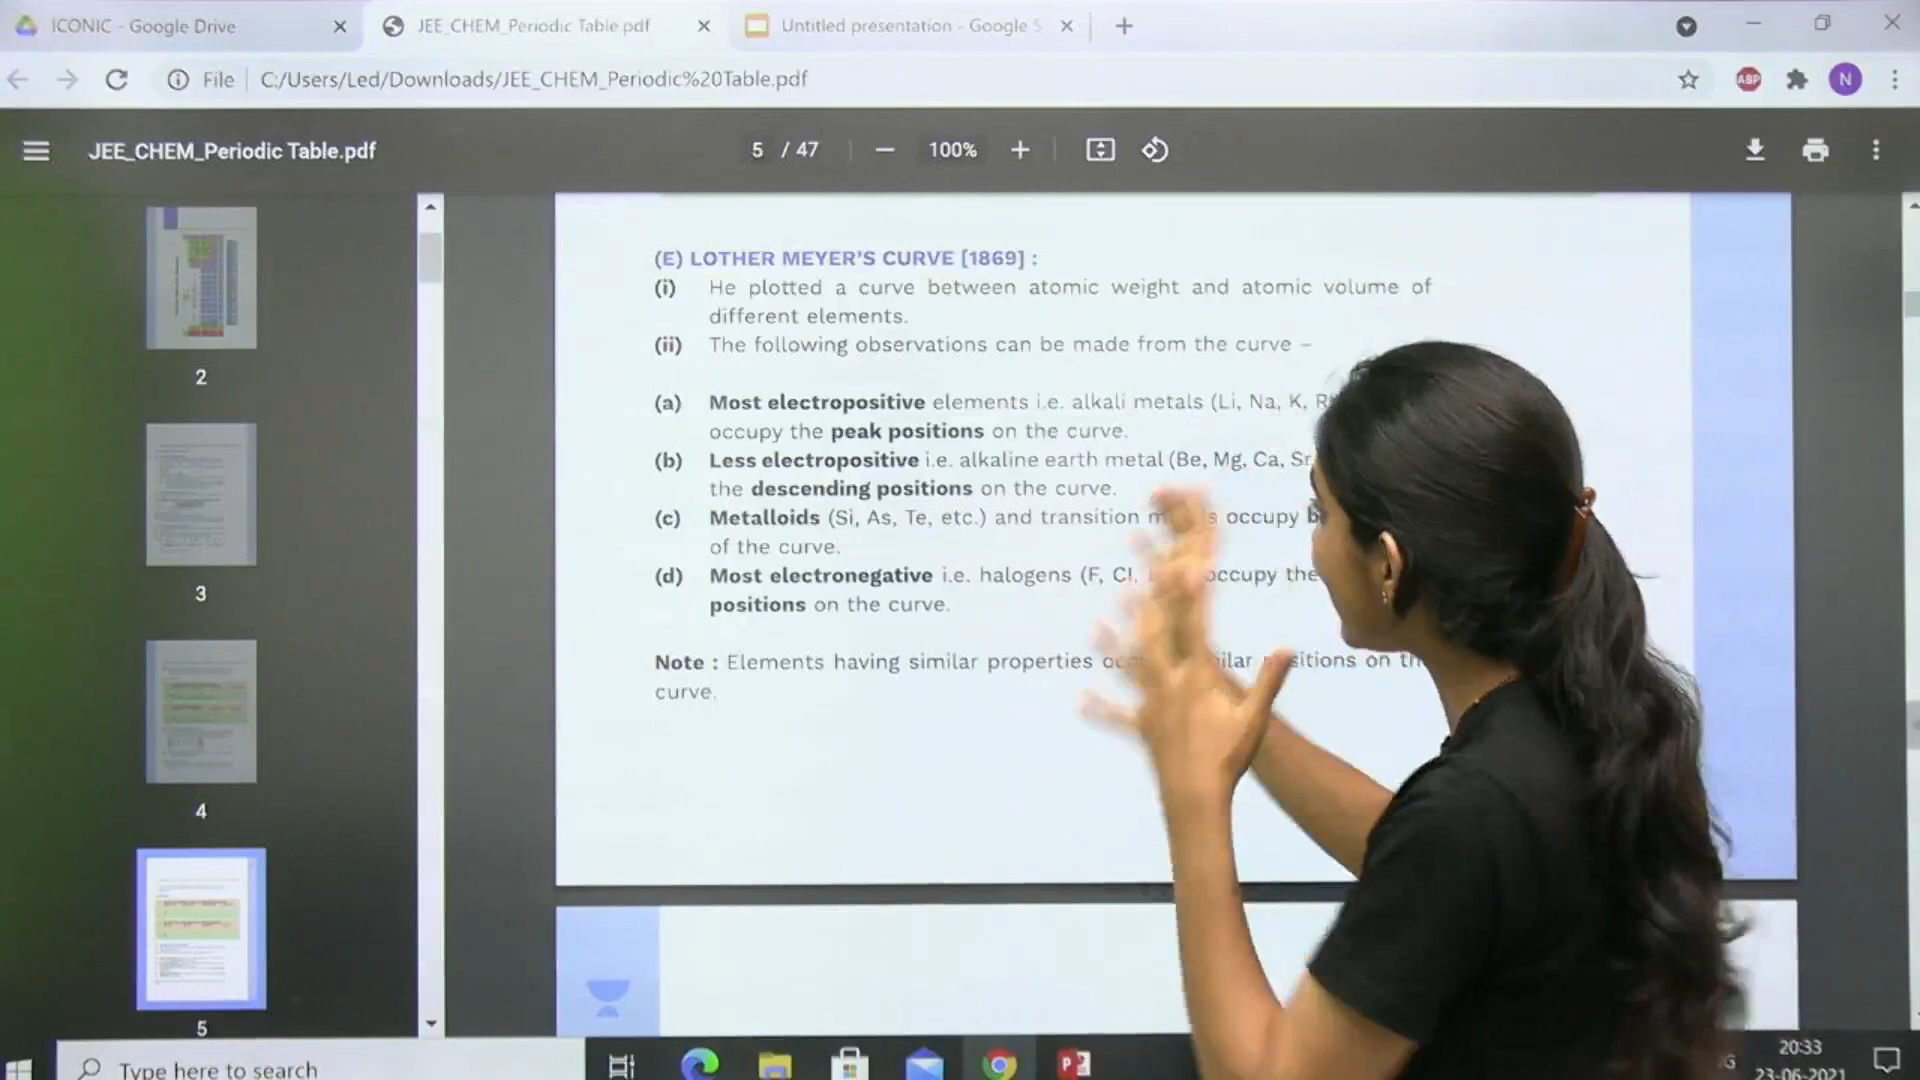 ICONIC - Google Drive
JEE_CHEM_Periodic Table.pdf
Untitled presentation - Google S
File
C:/Users/Led/Downloads/JEE_CHEM_Periodic%20Table.pdf
ABP
N
JEE_CHEM_Periodic Table.pdf
5 / 47
100%
2
3
4
5
(E) LOTHER MEYER'S CURVE [1869] :
(i) He plotted a curve between atomic weight and atomic volume of
different elements.
(ii) The following observations can be made from the curve –
(a) Most electropositive elements i.e. alkali metals (Li, Na, K,
occupy the peak positions on the curve.
(b) Less electropositive i.e. alkaline earth metal (Be, Mg, Ca, Sr,
the descending positions on the curve.
(c) Metalloids (Si, As, Te, etc.) and transition occupy
of the curve.
(d) Most electronegative i.e. halogens (F, Cl, occupy the
positions on the curve.
Note : Elements having similar properties on
curve.
Type here to search
20:33
23-06-2021